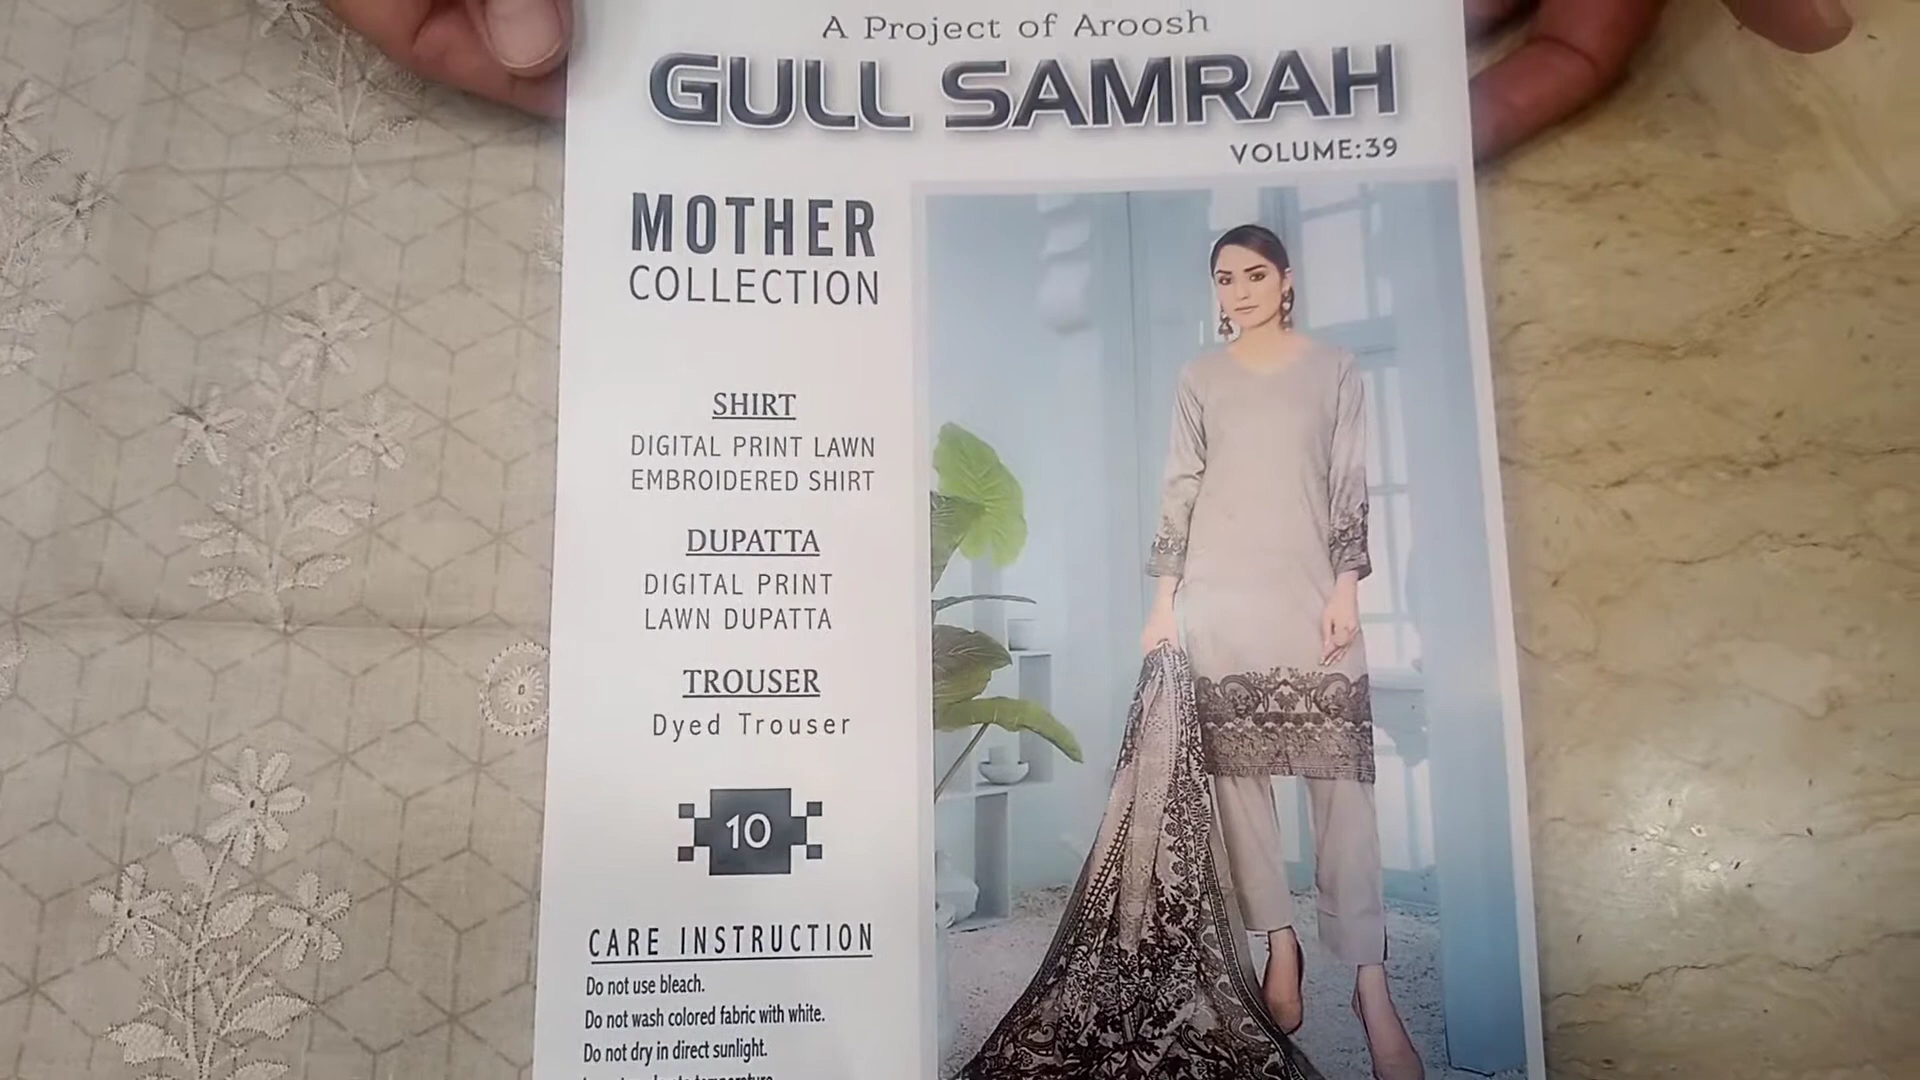 A Project of Aroosh
GULL SAMRAH
VOLUME:39
MOTHER
COLLECTION
SHIRT
DIGITAL PRINT LAWN
EMBROIDERED SHIRT
DUPATTA
DIGITAL PRINT
LAWN DUPATTA
TROUSER
Dyed Trouser
10
CARE INSTRUCTION
Do not use bleach.
Do not wash colored fabric with white.
Do not dry in direct sunlight.